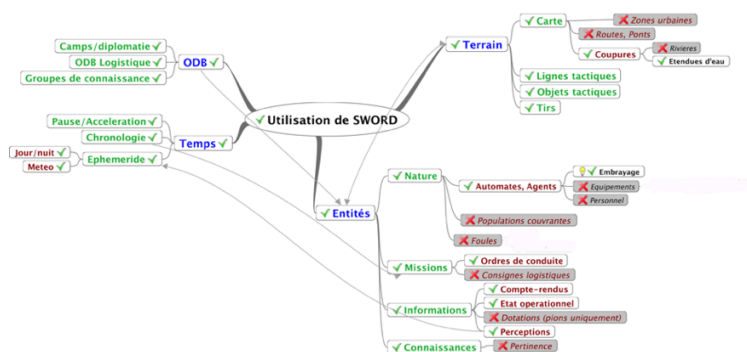 Utilisation de SWORD
ODB
Camps/diplomatie
ODB Logistique
Groupes de connaissance
Temps
Pause/Acceleration
Chronologie
Ephemeride
Jour/nuit
Meteo
Terrain
Carte
Zones urbaines
Routes, Ponts
Coupures
Rivieres
Etendues d'eau
Lignes tactiques
Objets tactiques
Tirs
Entités
Nature
Automates, Agents
Embrayage
Equipements
Personnel
Populations couvrantes
Foules
Missions
Ordres de conduite
Consignes logistiques
Informations
Compte-rendus
Etat operationnel
Dotations (pions uniquement)
Perceptions
Connaissances
Pertinence